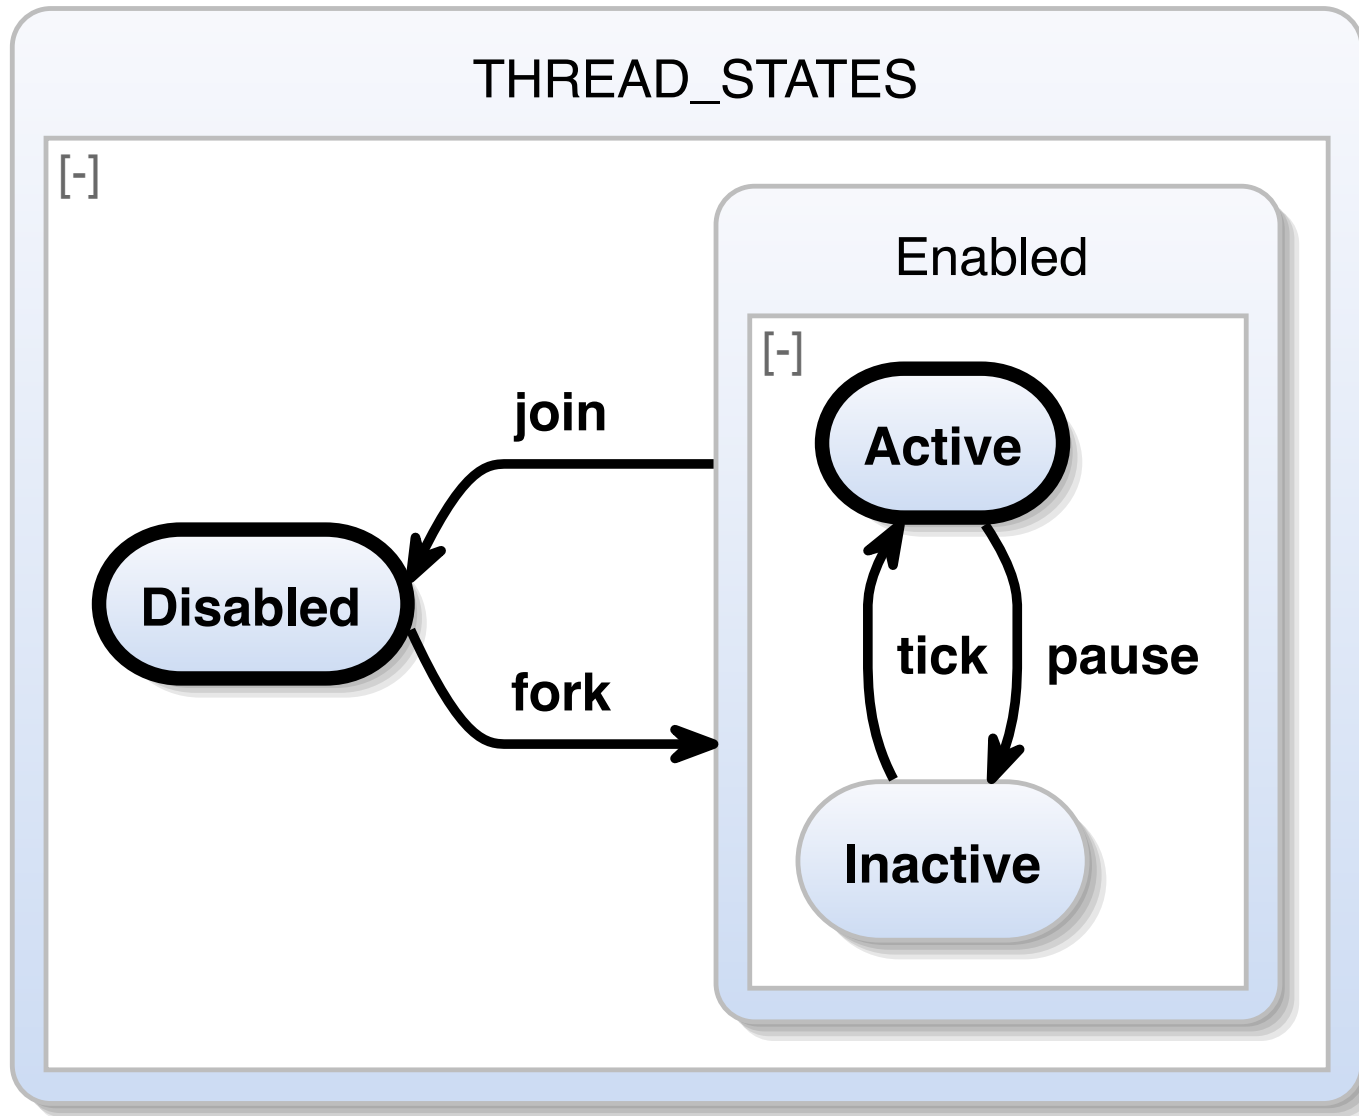 THREAD_STATES
[-]
Enabled
[-]
Active
join
Disabled
tick
pause
fork
Inactive